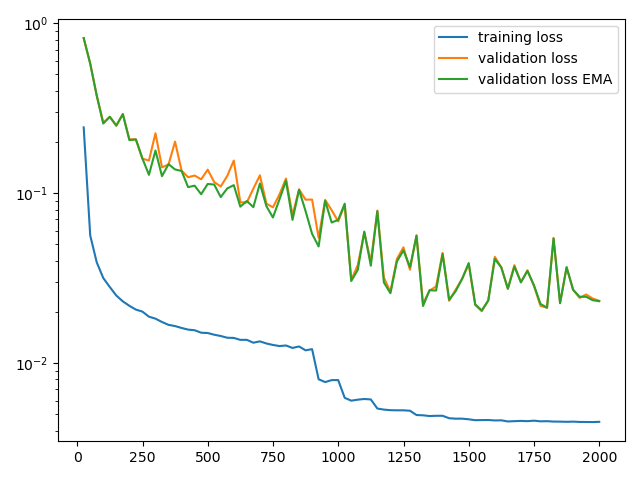 training loss
validation loss
validation loss EMA
10⁰
10⁻¹
10⁻²
0 250 500 750 1000 1250 1500 1750 2000